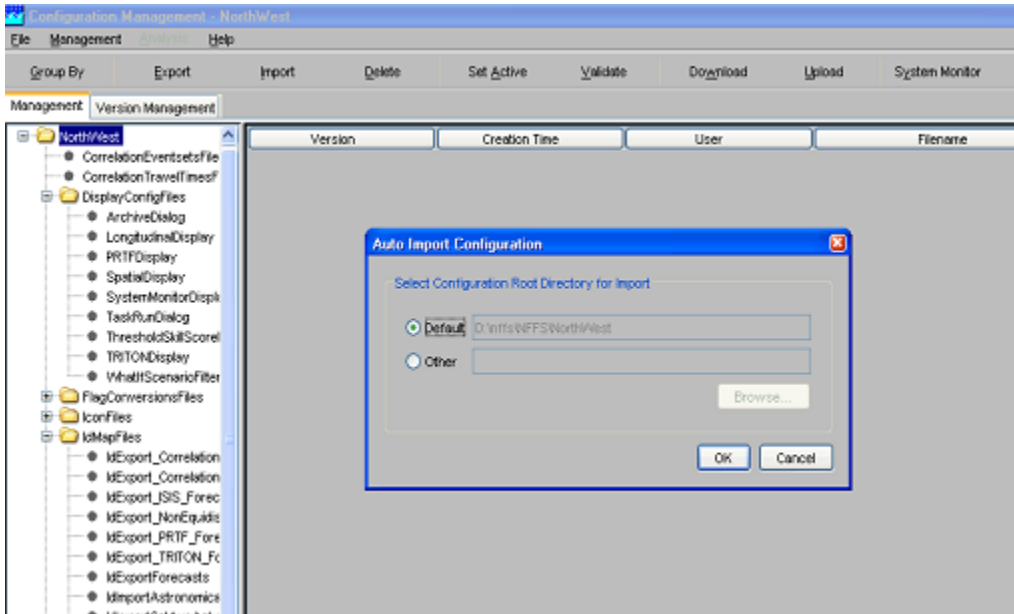 Configuration Management - NorthWest
File Management Analysis Help
Group By Export Import Delete Set Active Validate Download Upload System Monitor
Management Version Management
NorthWest
Version Creation Time User Filename
CorrelationEventsetsFile
CorrelationTravelTimesF
DisplayConfigFiles
ArchiveDialog
LongitudinalDisplay
PRTFDisplay
SpatialDisplay
SystemMonitorDispla
TaskRunDialog
ThresholdSkillScore
TRITONDisplay
WhatIfScenarioFilter
FlagConversionsFiles
IconFiles
IdMapFiles
IdExport_Correlation
IdExport_Correlation
IdExport_ISIS_Forec
IdExport_NonEquidis
IdExport_PRTF_Fore
IdExport_TRITON_Fo
IdExportForecasts
IdImportAstronomica
Auto Import Configuration
Select Configuration Root Directory for Import
Default D:\nffs\NFFS\NorthWest
Other
Browse...
OK Cancel